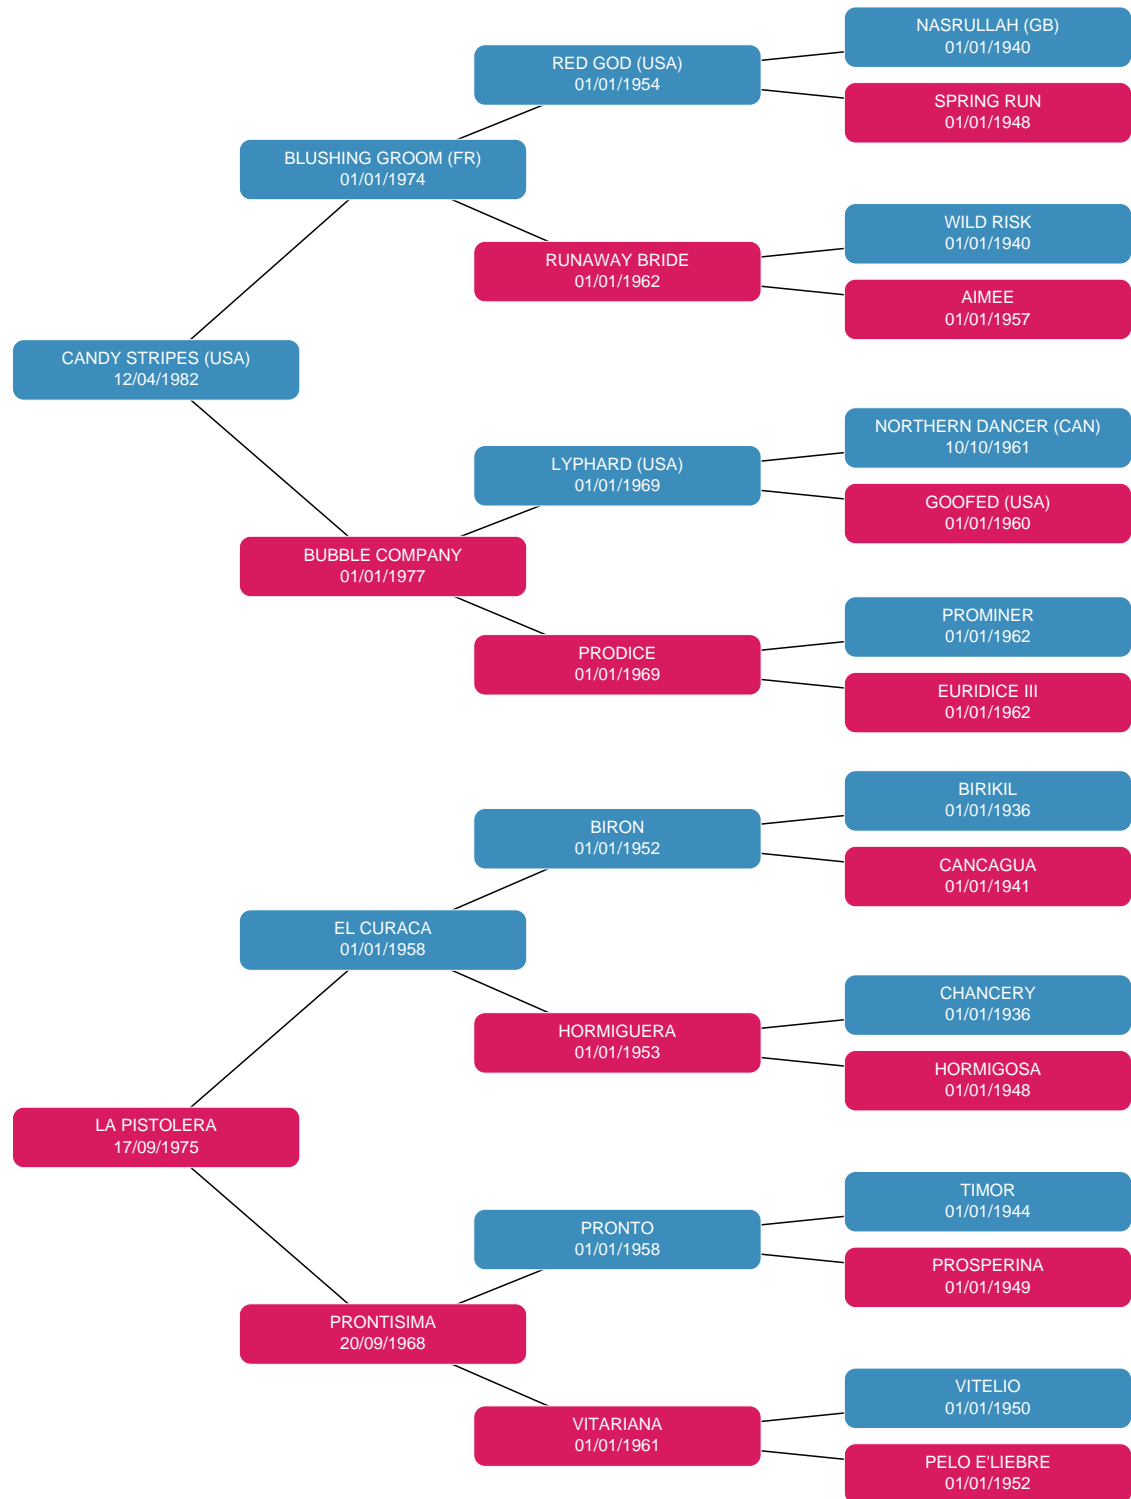 NASRULLAH (GB)
01/01/1940
RED GOD (USA)
01/01/1954
SPRING RUN
01/01/1948
BLUSHING GROOM (FR)
01/01/1974
WILD RISK
01/01/1940
RUNAWAY BRIDE
01/01/1962
AIMEE
01/01/1957
CANDY STRIPES (USA)
12/04/1982
NORTHERN DANCER (CAN)
10/10/1961
LYPHARD (USA)
01/01/1969
GOOFED (USA)
01/01/1960
BUBBLE COMPANY
01/01/1977
PROMINER
01/01/1962
PRODICE
01/01/1969
EURIDICE III
01/01/1962
BIRIKIL
01/01/1936
BIRON
01/01/1952
CANCAGUA
01/01/1941
EL CURACA
01/01/1958
CHANCERY
01/01/1936
HORMIGUERA
01/01/1953
HORMIGOSA
01/01/1948
LA PISTOLERA
17/09/1975
TIMOR
01/01/1944
PRONTO
01/01/1958
PROSPERINA
01/01/1949
PRONTISIMA
20/09/1968
VITELIO
01/01/1950
VITARIANA
01/01/1961
PELO E'LIEBRE
01/01/1952